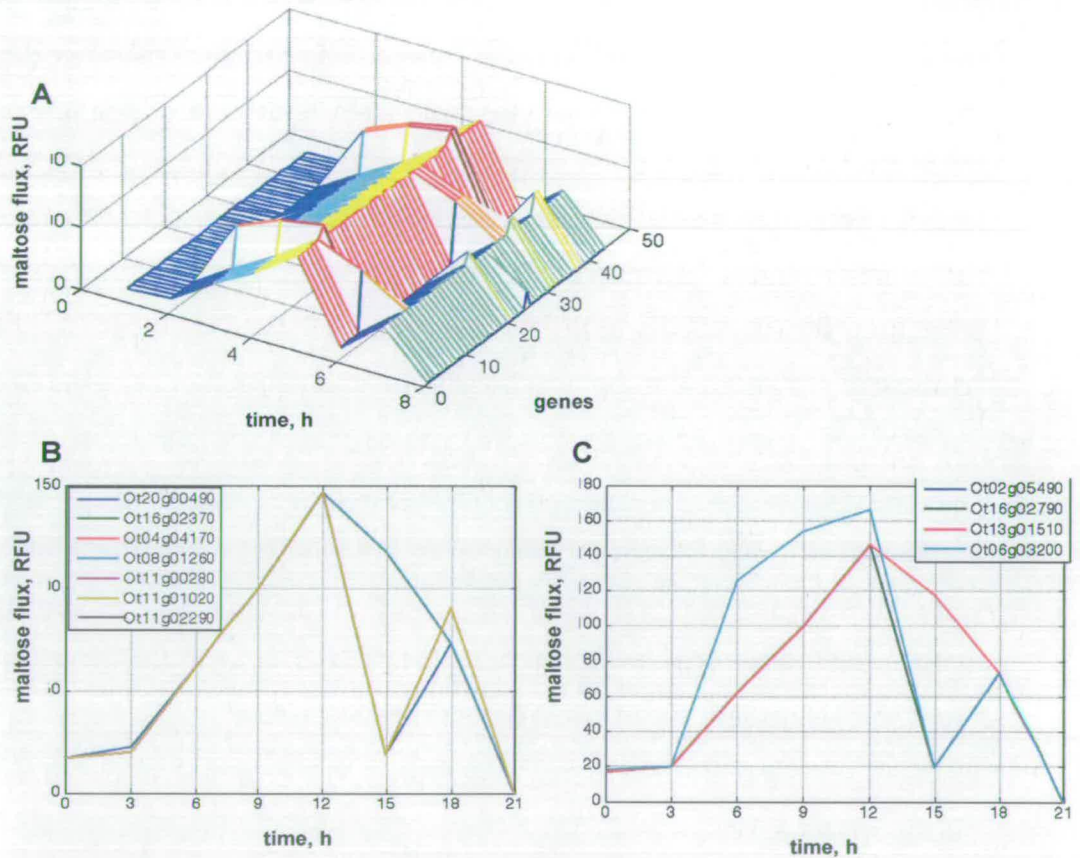 A
maltose flux, RFU
0
0
2
4
6
8
time, h
0
10
20
30
40
50
genes
B
maltose flux, RFU
150
0
Ot20g00490
Ot16g02370
Ot04g04170
Ot08g01260
Ot11g00280
Ot11g01020
Ot11g02290
0 3 6 9 12 15 18 21
time, h
C
maltose flux, RFU
120
100
80
60
40
20
0
Ot02g05490
Ot16g02790
Ot13g01510
Ot06g03200
0 3 6 9 12 15 18 21
time, h